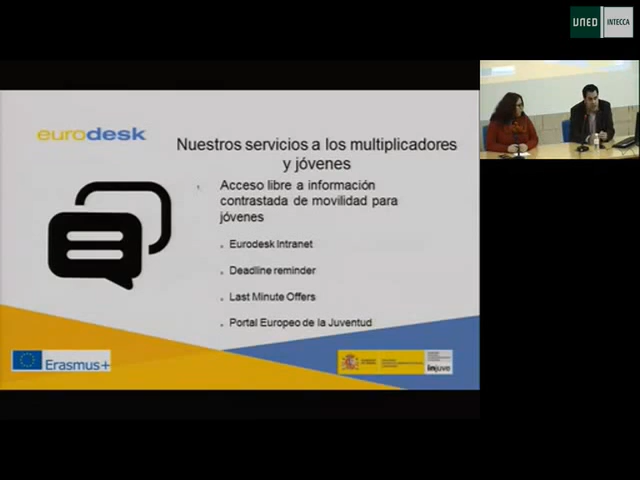 UNED
INTECCA
eurodesk
Nuestros servicios a los multiplicadores
y jóvenes
Acceso libre a información
contrastada de movilidad para
jóvenes
Eurodesk Intranet
Deadline reminder
Last Minute Offers
Portal Europeo de la Juventud
Erasmus+
injuve